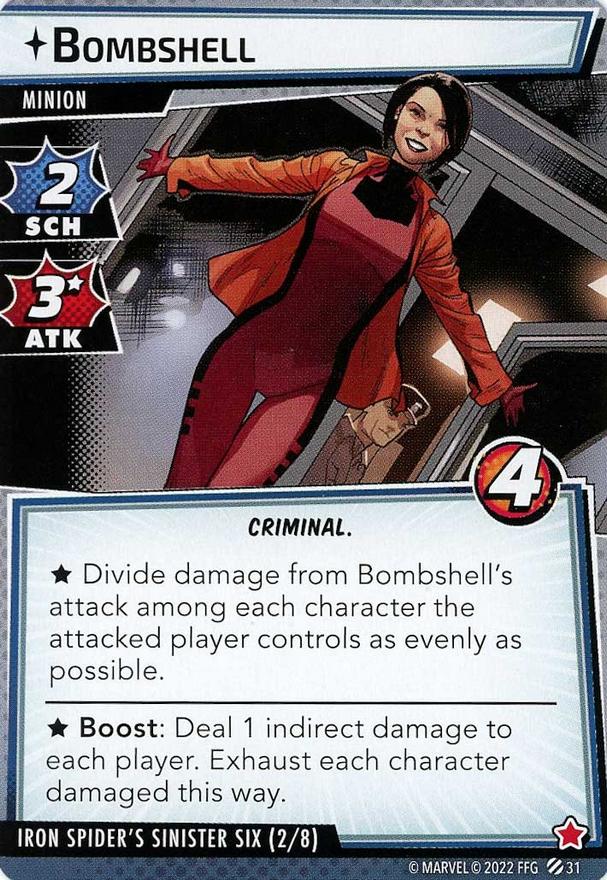 BOMBSHELL
MINION
2
SCH
3
ATK
4
CRIMINAL.
★ Divide damage from Bombshell's
attack among each character the
attacked player controls as evenly as
possible.
★ Boost: Deal 1 indirect damage to
each player. Exhaust each character
damaged this way.
IRON SPIDER'S SINISTER SIX (2/8)
© MARVEL © 2022 FFG 31